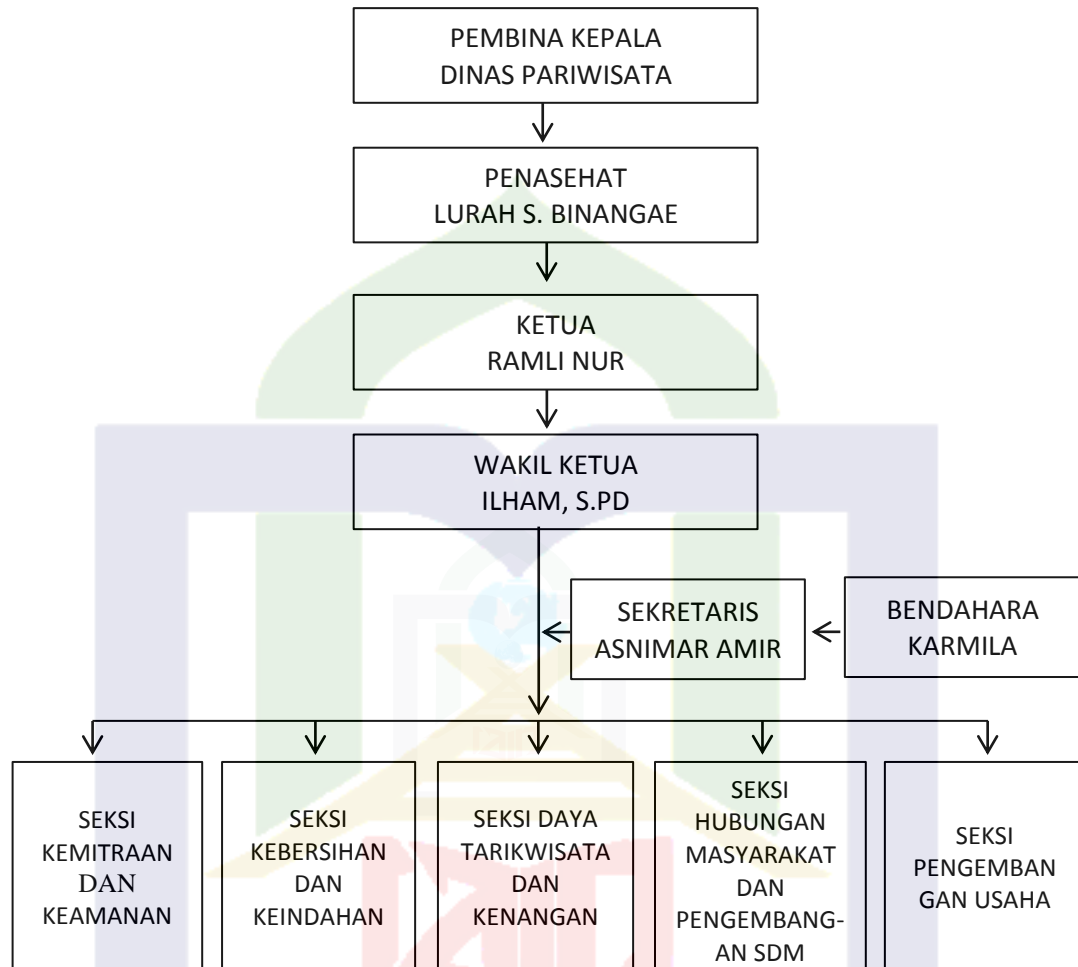 PEMBINA KEPALA
DINAS PARIWISATA
PENASEHAT
LURAH S. BINANGAE
KETUA
RAMLI NUR
WAKIL KETUA
ILHAM, S.PD
SEKRETARIS
ASNIMAR AMIR
BENDAHARA
KARMILA
SEKSI
KEMITRAAN
DAN
KEAMANAN
SEKSI
KEBERSIHAN
DAN
KEINDAHAN
SEKSI DAYA
TARIKWISATA
DAN
KENANGAN
SEKSI
HUBUNGAN
MASYARAKAT
DAN
PENGEMBANG-
AN SDM
SEKSI
PENGEMBAN
GAN USAHA